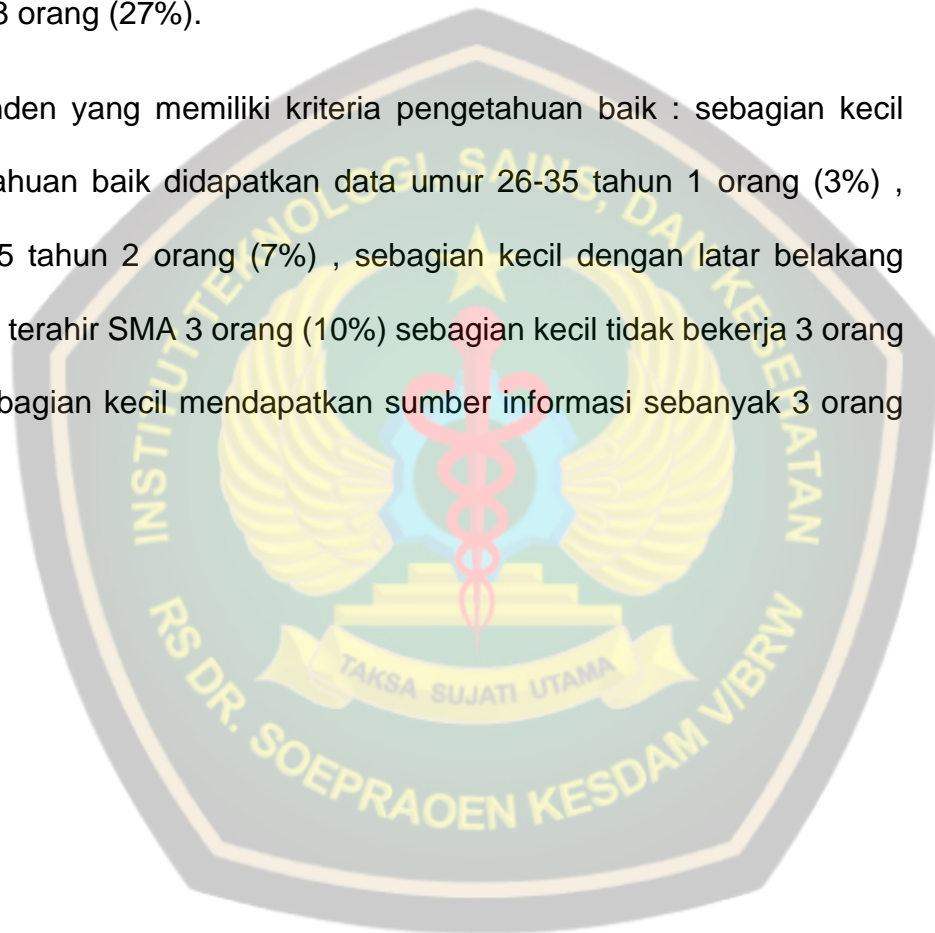 3 orang (27%).
nden yang memiliki kriteria pengetahuan baik : sebagian kecil
ahuan baik didapatkan data umur 26-35 tahun 1 orang (3%) ,
5 tahun 2 orang (7%) , sebagian kecil dengan latar belakang
terahir SMA 3 orang (10%) sebagian kecil tidak bekerja 3 orang
bagian kecil mendapatkan sumber informasi sebanyak 3 orang
INSTITUT TEKNOLOGI, SAINS, DAN KESEHATAN
TAKSA SUJATI UTAMA
RS DR. SOEPRAOEN KESDAM V/BRW